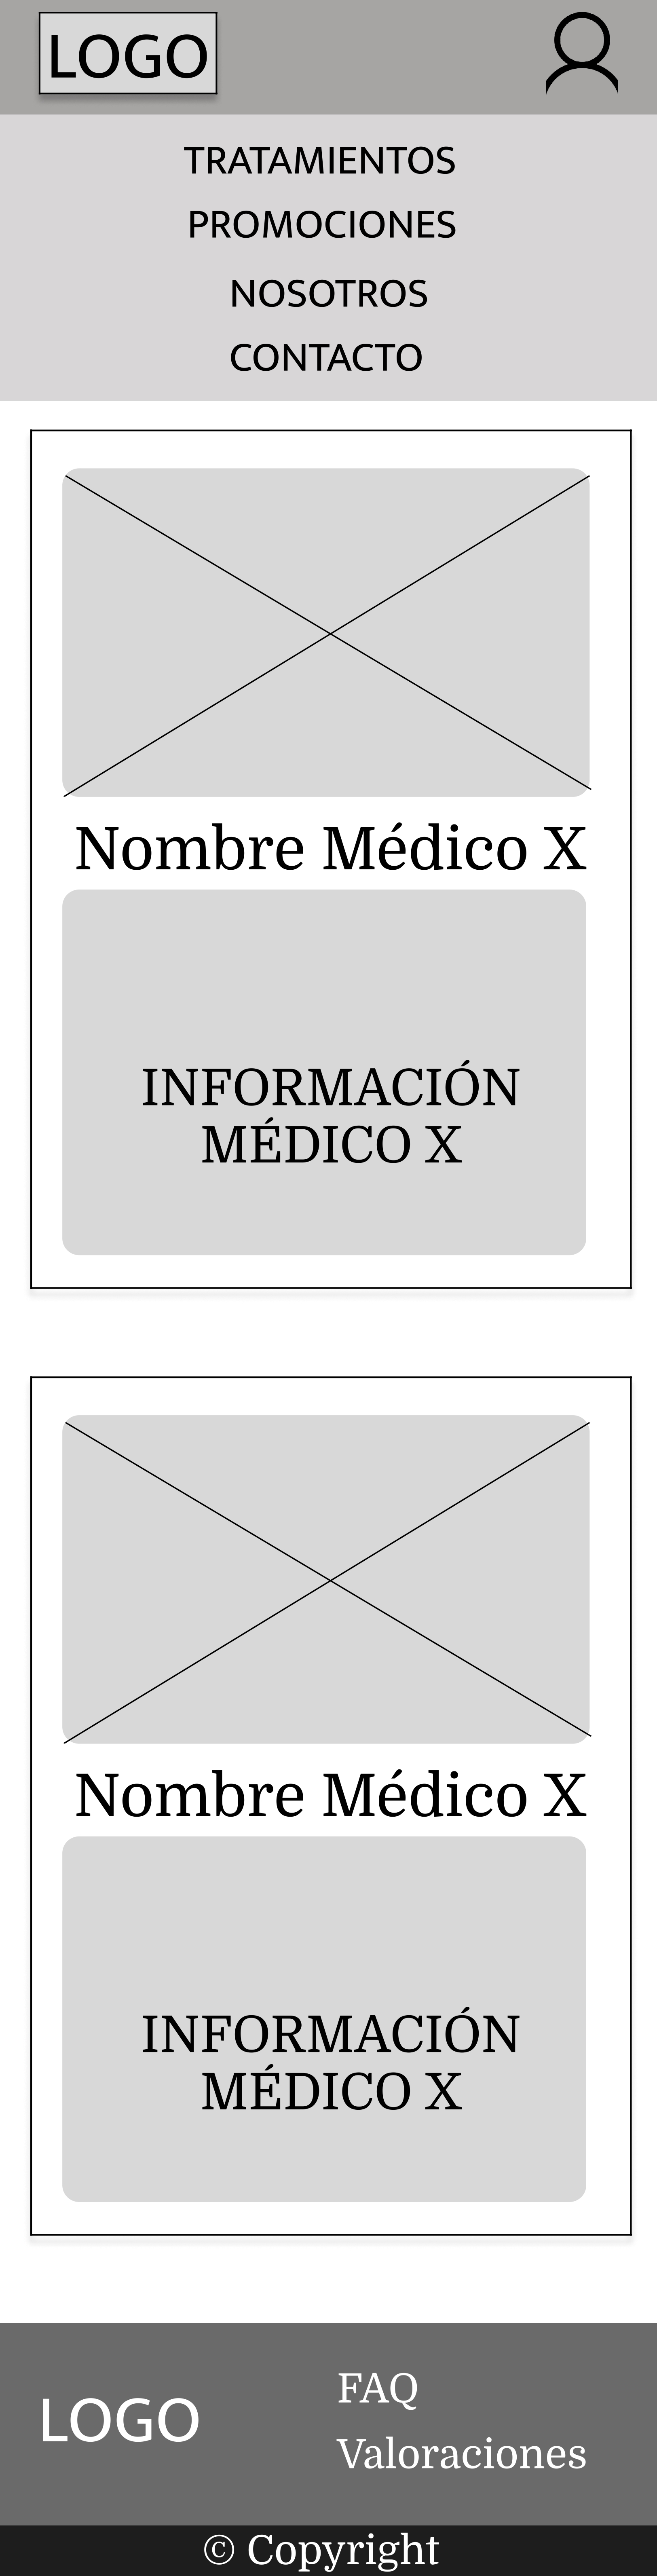 LOGO
TRATAMIENTOS
PROMOCIONES
NOSOTROS
CONTACTO
Nombre Médico X
INFORMACIÓN
MÉDICO X
Nombre Médico X
INFORMACIÓN
MÉDICO X
LOGO
FAQ
Valoraciones
© Copyright